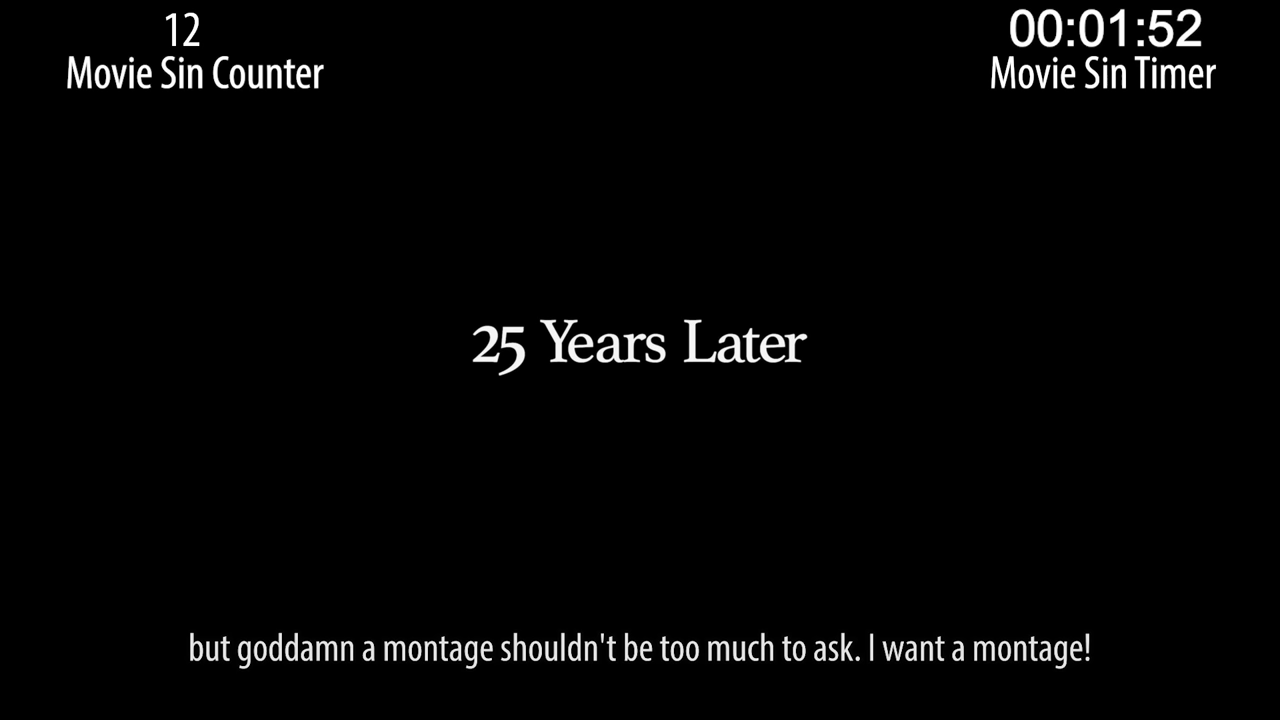 12
Movie Sin Counter
00:01:52
Movie Sin Timer
25 Years Later
but goddamn a montage shouldn't be too much to ask. I want a montage!